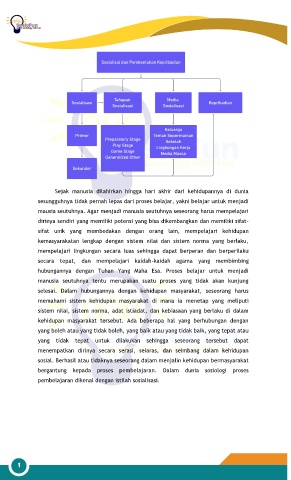 Sosialisasi dan Pembentukan Kepribadian
Sosialisasi
Tahapan
Sosialisasi
Media
Sosialisasi
Kepribadian
Primer
Sekunder
Preparatory Stage
Play Stage
Game Stage
Generalized Other
Keluarga
Teman Sepermainan
Sekolah
Lingkungan Kerja
Media Massa
Sejak manusia dilahirkan hingga hari akhir dari kehidupannya di dunia
sesungguhnya tidak pernah lepas dari proses belajar, yakni belajar untuk menjadi
mausia seutuhnya. Agar menjadi manusia seutuhnya seseorang harus mempelajari
dirinya sendiri yang memiliki potensi yang bisa dikembangkan dan memiliki sifat-
sifat unik yang membedakan dengan orang lain, mempelajari kehidupan
kemasyarakatan lengkap dengan sistem nilai dan sistem norma yang berlaku,
mempelajari lingkungan secara luas sehingga dapat berperan dan berperilaku
secara tepat, dan mempelajari kaidah-kaidah agama yang membimbing
hubungannya dengan Tuhan Yang Maha Esa. Proses belajar untuk menjadi
manusia seutuhnya tentu merupakan suatu proses yang tidak akan kunjung
selesai. Dalam hubungannya dengan kehidupan masyarakat, seseorang harus
memahami sistem kehidupan masyarakat di mana ia menetap yang meliputi
sistem nilai, sistem norma, adat istiadat, dan kebiasaan yang berlaku di dalam
kehidupan masyarakat tersebut. Ada beberapa hal yang berhubungan dengan
yang boleh atau yang tidak boleh, yang baik atau yang tidak baik, yang tepat atau
yang tidak tepat untuk dilakukan sehingga seseorang tersebut dapat
menempatkan dirinya secara serasi, selaras, dan seimbang dalam kehidupan
sosial. Berhasil atau tidaknya seseorang dalam menjalin kehidupan bermasyarakat
bergantung kepada proses pembelajaran. Dalam dunia sosiologi proses
pembelajaran dikenal dengan istilah sosialisasi.
1